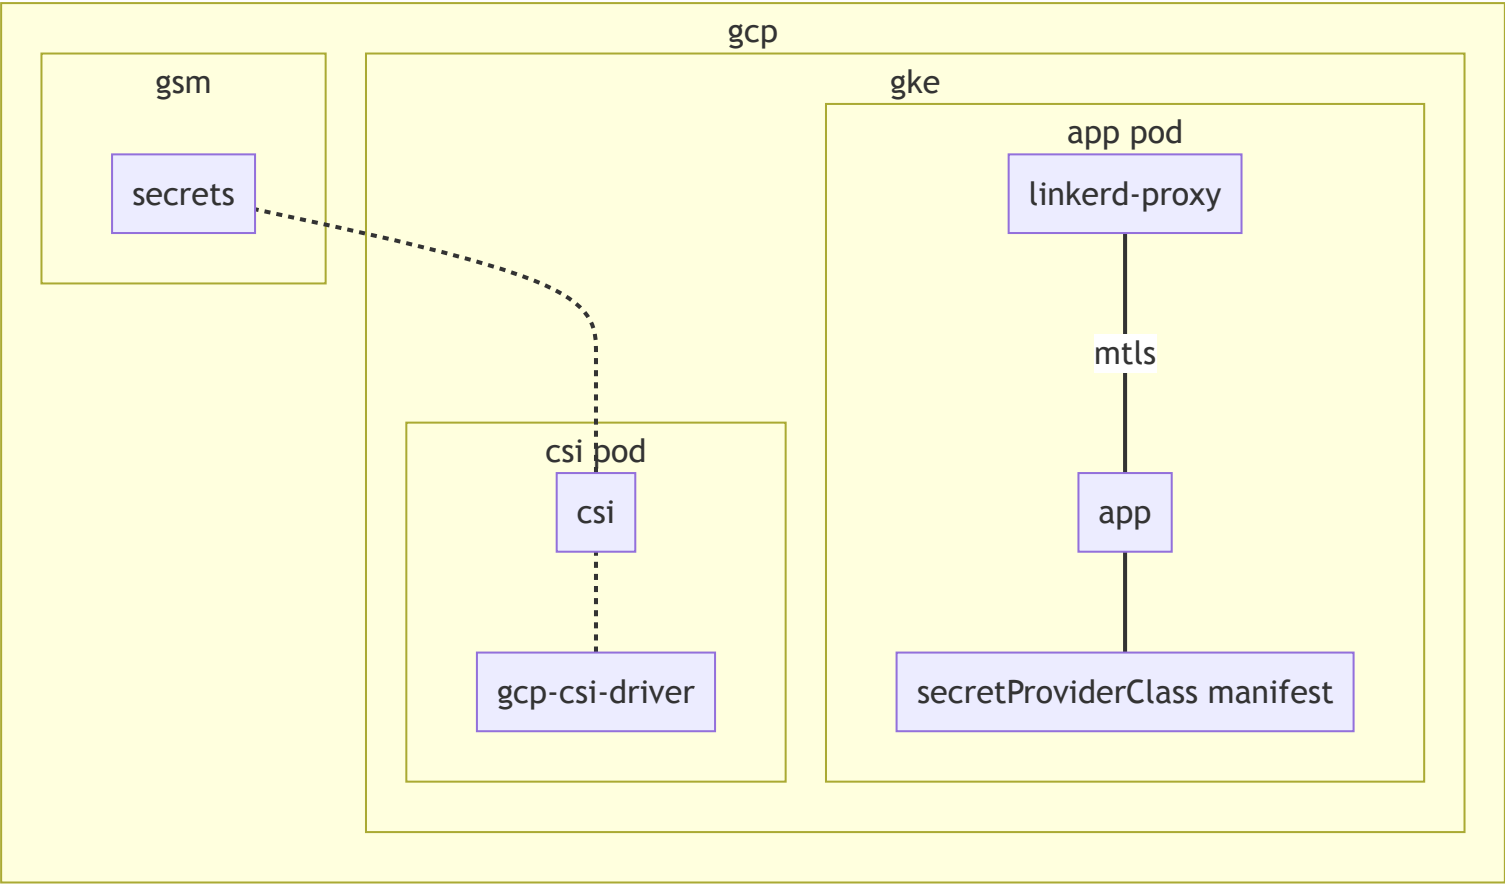 gcp
gsm
gke
app pod
secrets
linkerd-proxy
mtls
csi pod
csi
app
gcp-csi-driver
secretProviderClass manifest